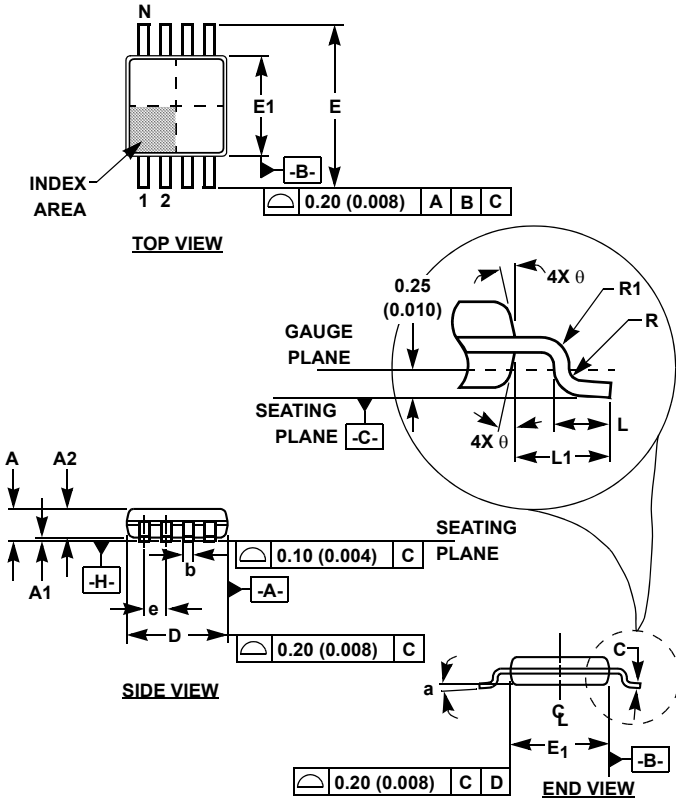 N
E1
E
-B-
INDEX
AREA
1 2
0.20 (0.008) A B C
TOP VIEW
0.25
(0.010)
4X θ
R1
R
GAUGE
PLANE
SEATING
PLANE -C-
4X θ
L
L1
A A2
SEATING
PLANE
A1
-H-
b
0.10 (0.004) C
-A-
e
D
0.20 (0.008) C
SIDE VIEW
C
a
CL
E1
-B-
0.20 (0.008) C D
END VIEW